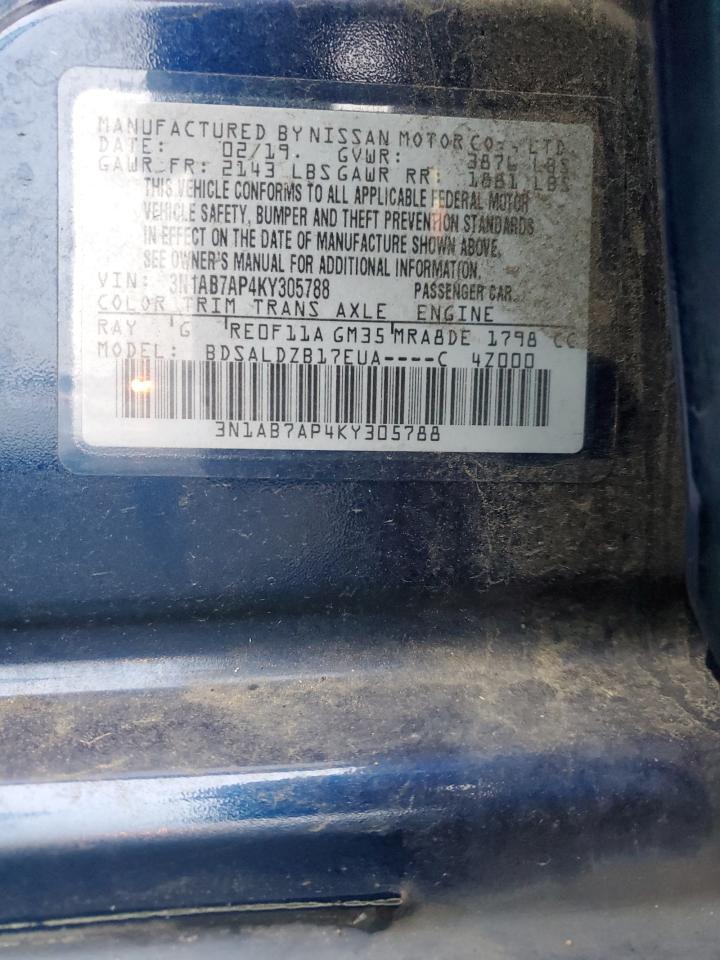 MANUFACTURED BY NISSAN MOTOR CO., LTD.
DATE: 02/19. GVWR: 3876 LBS
GAWR FR: 2143 LBS GAWR RR: 1881 LBS
THIS VEHICLE CONFORMS TO ALL APPLICABLE FEDERAL MOTOR
VEHICLE SAFETY, BUMPER AND THEFT PREVENTION STANDARDS
IN EFFECT ON THE DATE OF MANUFACTURE SHOWN ABOVE.
SEE OWNER'S MANUAL FOR ADDITIONAL INFORMATION.
VIN: 3N1AB7AP4KY305788 PASSENGER CAR
COLOR TRIM TRANS AXLE ENGINE
RAY 'G RE0F11A GM35 'MRA8DE 1798 CC
MODEL: BDSALDZB17EUA----C 4Z000
3N1AB7AP4KY305788